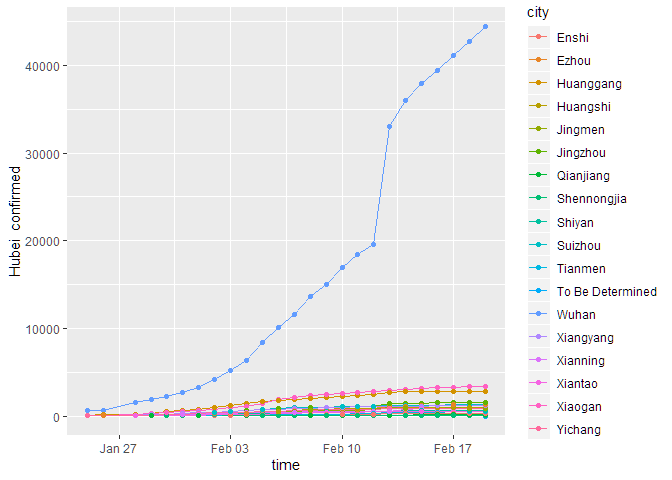 city
Enshi
Ezhou
Huanggang
Huangshi
Jingmen
Jingzhou
Qianjiang
Shennongjia
Shiyan
Suizhou
Tianmen
To Be Determined
Wuhan
Xiangyang
Xianning
Xiantao
Xiaogan
Yichang
Hubei confirmed
40000
30000
20000
10000
0
Jan 27
Feb 03
Feb 10
Feb 17
time